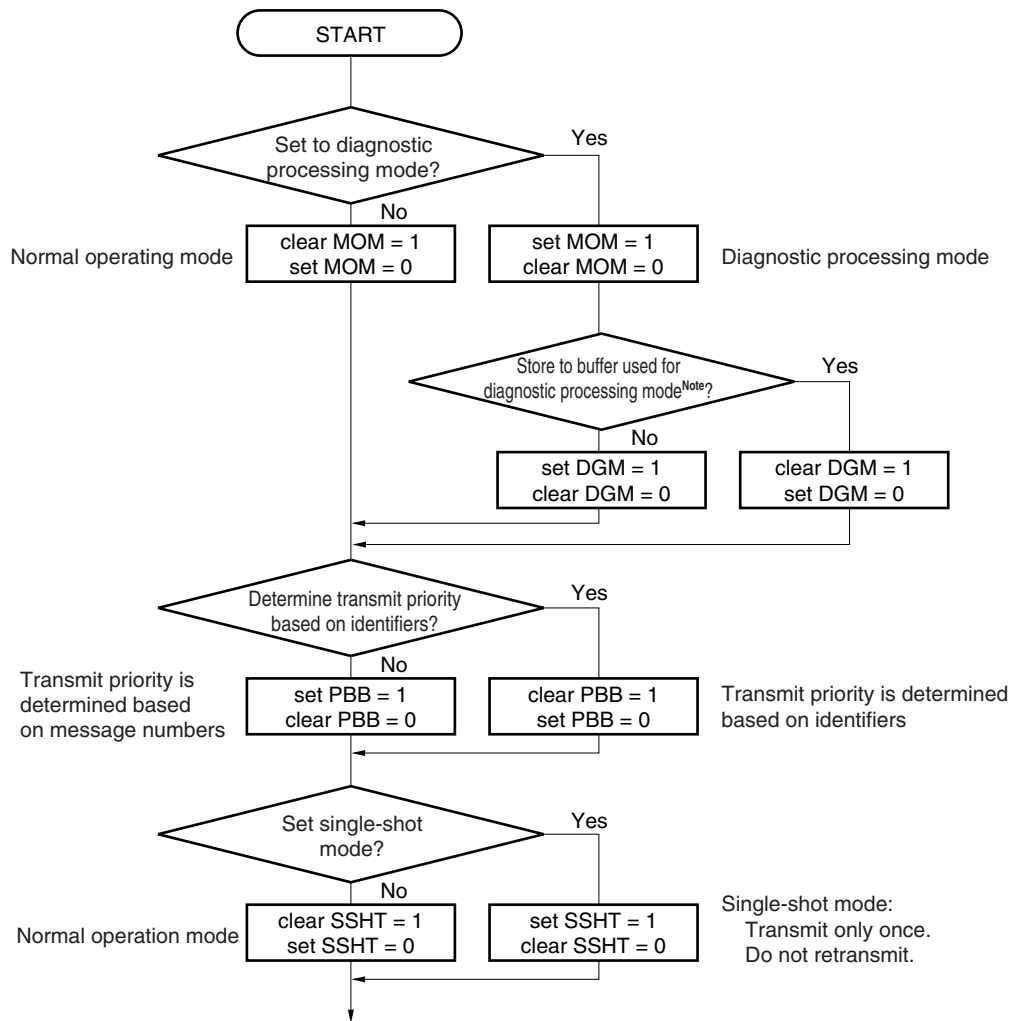 START
Set to diagnostic
processing mode?
Yes
No
Normal operating mode
clear MOM = 1
set MOM = 0
set MOM = 1
clear MOM = 0
Diagnostic processing mode
Store to buffer used for
diagnostic processing modeNote?
Yes
No
set DGM = 1
clear DGM = 0
clear DGM = 1
set DGM = 0
Determine transmit priority
based on identifiers?
Yes
No
Transmit priority is
determined based
on message numbers
set PBB = 1
clear PBB = 0
clear PBB = 1
set PBB = 0
Transmit priority is determined
based on identifiers
Set single-shot
mode?
Yes
No
Normal operation mode
clear SSHT = 1
set SSHT = 0
set SSHT = 1
clear SSHT = 0
Single-shot mode:
Transmit only once.
Do not retransmit.